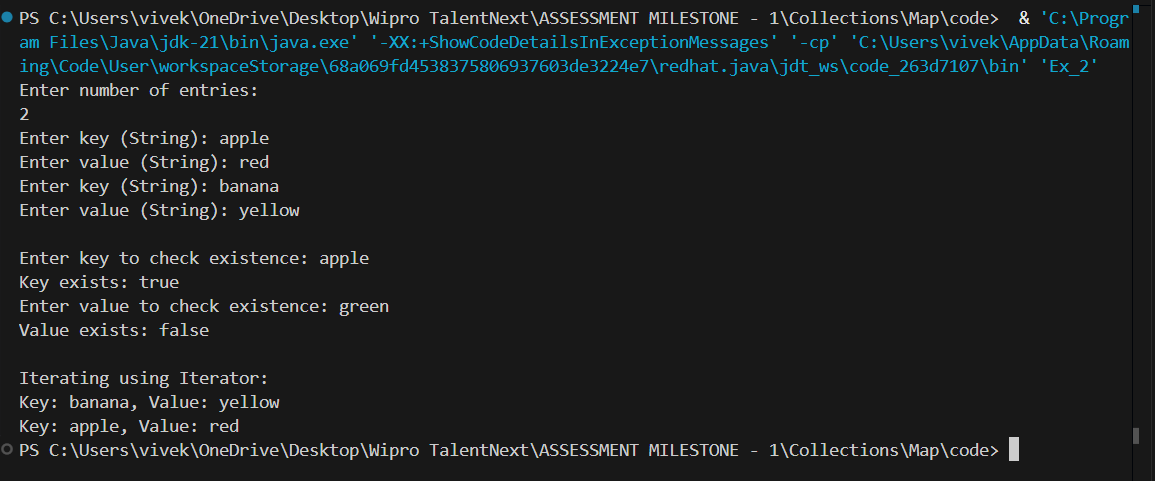 PS C:\Users\vivek\OneDrive\Desktop\Wipro TalentNext\ASSESSMENT MILESTONE - 1\Collections\Map\code>  & 'C:\Progr
am Files\Java\jdk-21\bin\java.exe' '-XX:+ShowCodeDetailsInExceptionMessages' '-cp' 'C:\Users\vivek\AppData\Roam
ing\Code\User\workspaceStorage\68a069fd4538375806937603de3224e7\redhat.java\jdt_ws\code_263d7107\bin' 'Ex_2'
Enter number of entries:
2
Enter key (String): apple
Enter value (String): red
Enter key (String): banana
Enter value (String): yellow
Enter key to check existence: apple
Key exists: true
Enter value to check existence: green
Value exists: false
Iterating using Iterator:
Key: banana, Value: yellow
Key: apple, Value: red
PS C:\Users\vivek\OneDrive\Desktop\Wipro TalentNext\ASSESSMENT MILESTONE - 1\Collections\Map\code>